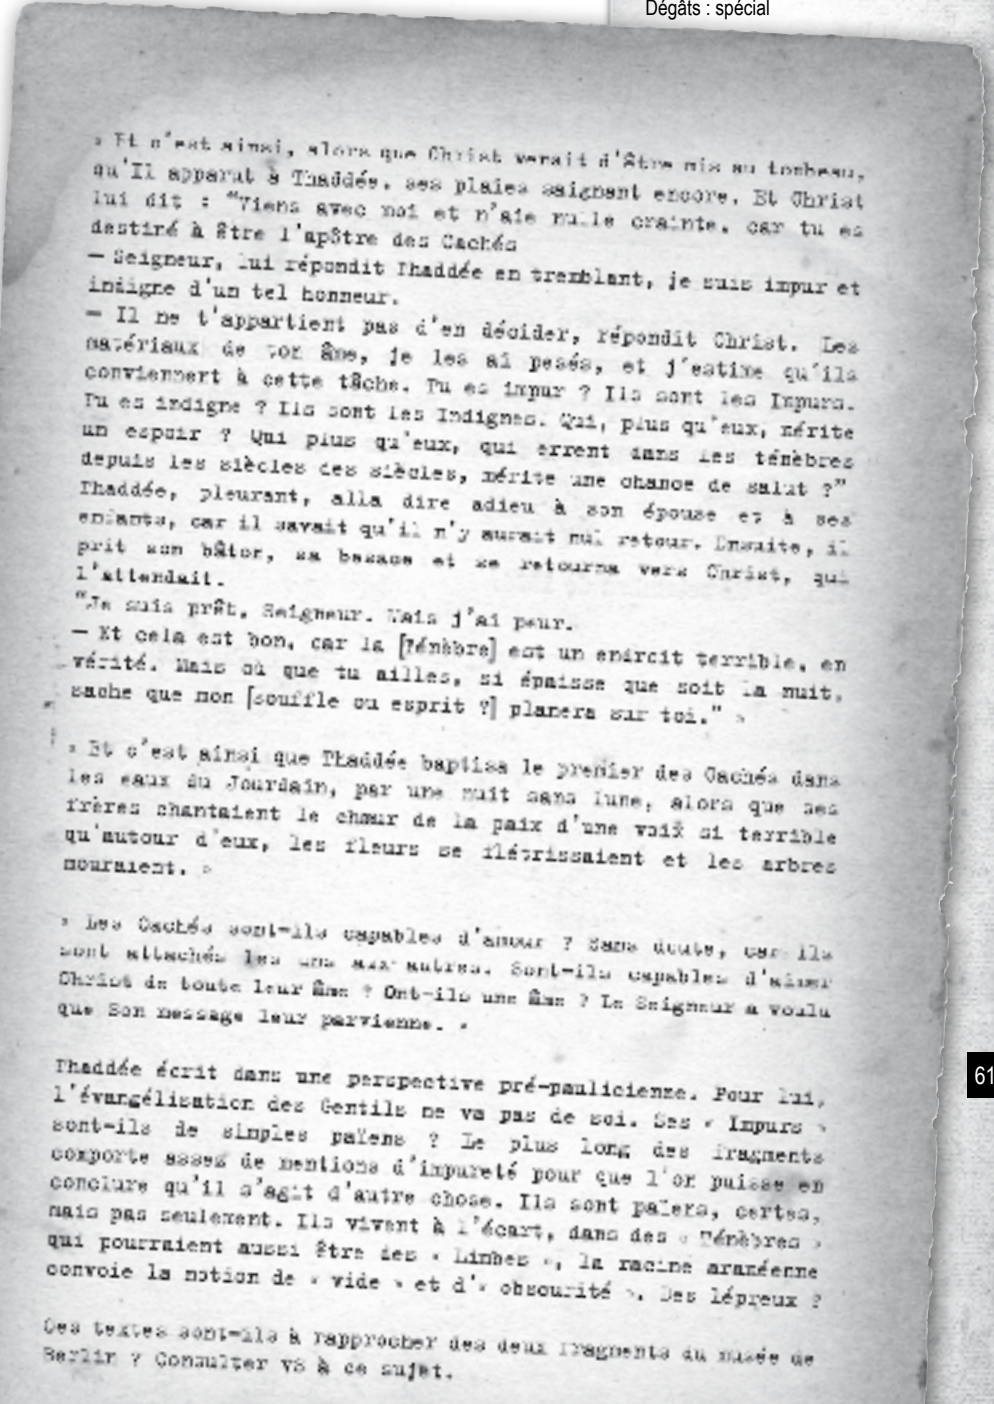 Dégâts : spécial
« Et c'est ainsi, alors que Christ venait d'être mis au tombeau,
qu'Il apparut à Thaddée, ses plaies saignant encore. Et Christ
lui dit : "Viens avec moi et n'aie nulle crainte, car tu es
destiné à être l'apôtre des Cachés
— Seigneur, lui répondit Thaddée en tremblant, je suis impur et
indigne d'un tel honneur.
— Il ne t'appartient pas d'en décider, répondit Christ. Les
matériaux de ton âme, je les ai pesés, et j'estime qu'ils
conviennent à cette tâche. Tu es impur ? Ils sont les Impurs.
Tu es indigne ? Ils sont les Indignes. Qui, plus qu'eux, mérite
un espoir ? Qui plus qu'eux, qui errent dans les ténèbres
depuis les siècles des siècles, mérite une chance de salut ?"
Thaddée, pleurant, alla dire adieu à son épouse et à ses
enfants, car il savait qu'il n'y aurait nul retour. Ensuite, il
prit son bâton, sa besace et se retourna vers Christ, qui
l'attendait.
"Je suis prêt, Seigneur. Mais j'ai peur.
— Et cela est bon, car la [Ténèbre] est un endroit terrible, en
vérité. Mais où que tu ailles, si épaisse que soit la nuit,
sache que mon [souffle ou esprit ?] planera sur toi." »
« Et c'est ainsi que Thaddée baptisa le premier des Cachés dans
les eaux du Jourdain, par une nuit sans lune, alors que ses
frères chantaient le chœur de la paix d'une voix si terrible
qu'autour d'eux, les fleurs se flétrissaient et les arbres
mouraient. »
« Les Cachés sont-ils capables d'amour ? Sans doute, car ils
sont attachés les uns aux autres. Sont-ils capables d'aimer
Christ de toute leur âme ? Ont-ils une âme ? Le Seigneur a voulu
que Son message leur parvienne. »
Thaddée écrit dans une perspective pré-paulicienne. Pour lui,
l'évangélisation des Gentils ne va pas de soi. Ses « Impurs »
sont-ils de simples païens ? Le plus long des fragments
comporte assez de mentions d'impureté pour que l'on puisse en
conclure qu'il s'agit d'autre chose. Ils sont païens, certes,
mais pas seulement. Ils vivent à l'écart, dans des « Ténèbres »
qui pourraient aussi être des « Limbes », la racine araméenne
convoie la notion de « vide » et d'« obscurité ». Des lépreux ?
Ces textes sont-ils à rapprocher des deux fragments du musée de
Berlin ? Consulter VS à ce sujet.
61